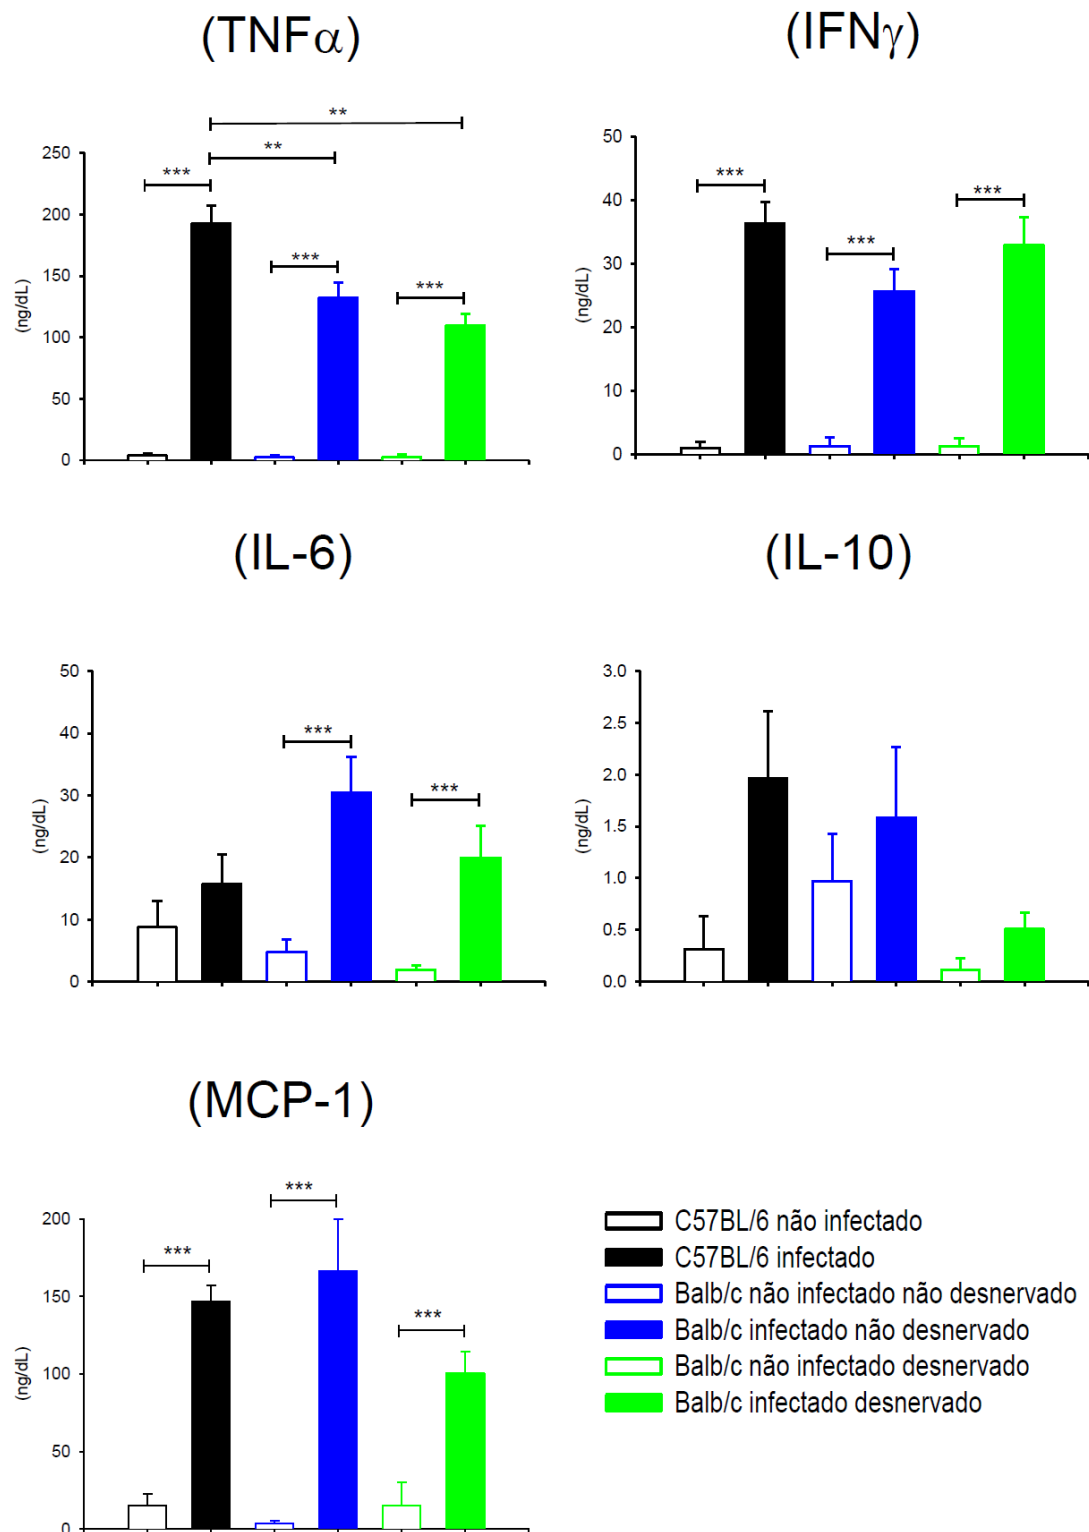 (TNFα)
(IFNγ)
**
**
***
***
***
250
200
150
100
50
0
(ng/dL)
***
***
***
50
40
30
20
10
0
(ng/dL)
(IL-6)
(IL-10)
***
***
50
40
30
20
10
0
(ng/dL)
3.0
2.5
2.0
1.5
1.0
0.5
0.0
(ng/dL)
(MCP-1)
***
***
***
200
150
100
50
0
(ng/dL)
C57BL/6 não infectado
C57BL/6 infectado
Balb/c não infectado não desnervado
Balb/c infectado não desnervado
Balb/c não infectado desnervado
Balb/c infectado desnervado